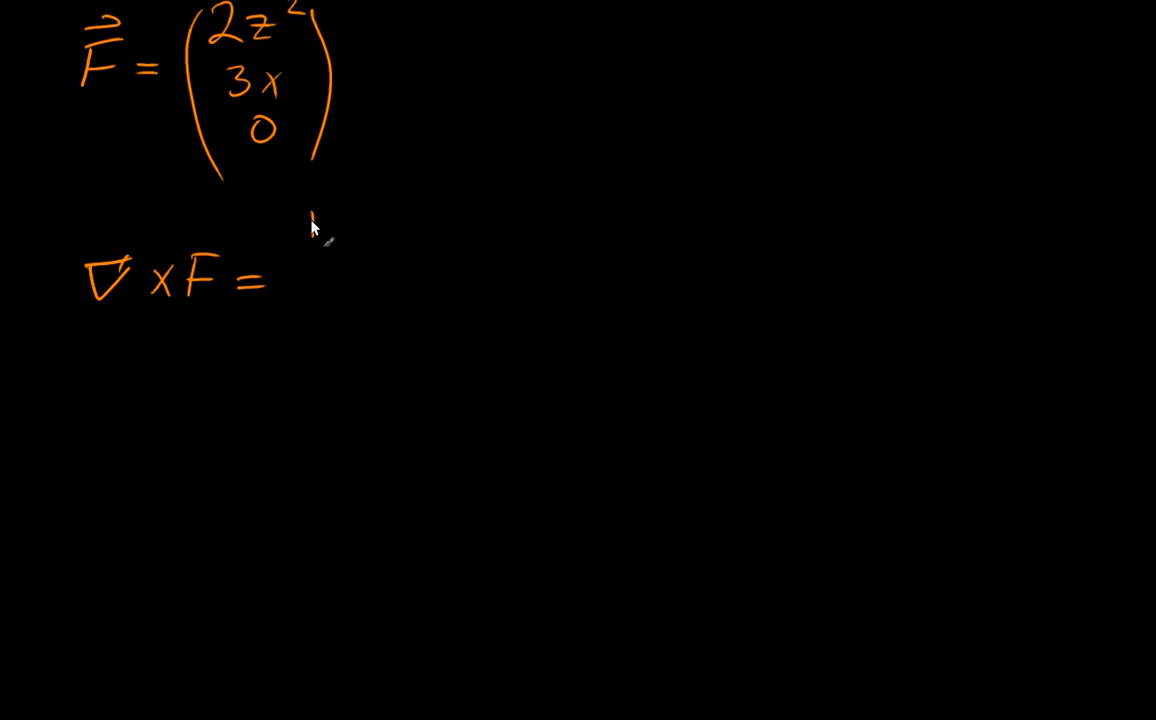 F⃗ = (2z²
3x
0)
∇ × F =